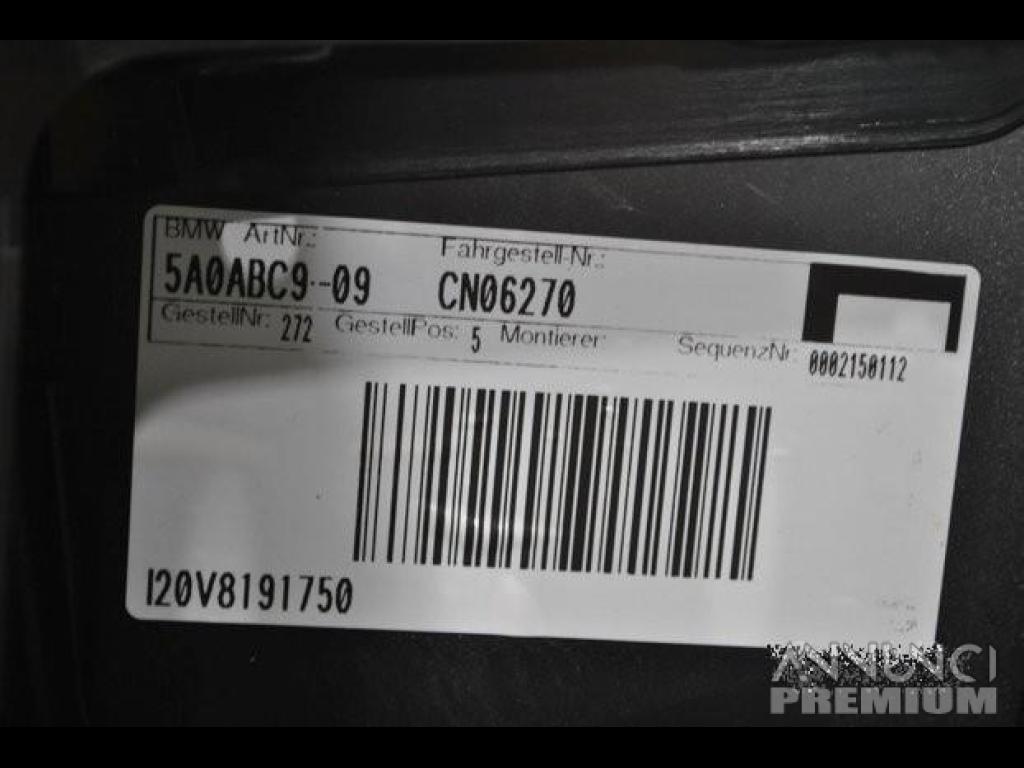 BMW ArtNr.: Fahrgestell-Nr.:
5A0ABC9--09 CN06270
GestellNr: 272 GestellPos: 5 Montierer: SequenzNr: 0002150112
I20V8191750
ANNUNCI
PREMIUM